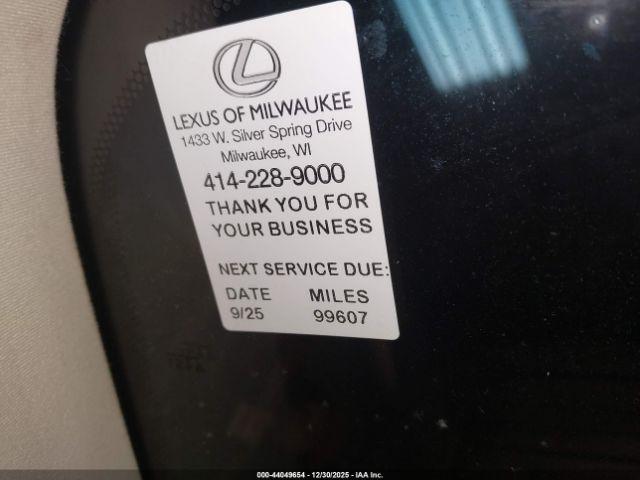 LEXUS OF MILWAUKEE
1433 W. Silver Spring Drive
Milwaukee, WI
414-228-9000
THANK YOU FOR
YOUR BUSINESS
NEXT SERVICE DUE:
DATE MILES
9/25 99607
000-44049654 - 12/30/2025 - IAA Inc.